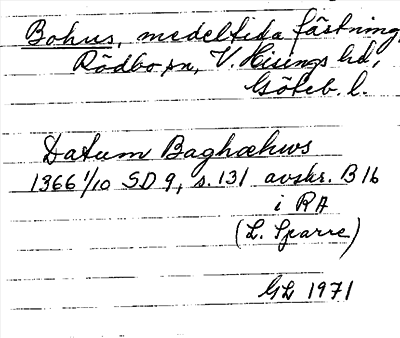 Bohus, medeltida fästning,
Rödbo sn, V. Hisings hd,
Göteb. l.
Datum Baghæhws
1366 1/10 SD 9, s. 131 avskr. B 16
i RA
(L. Sparre)
GL 1971